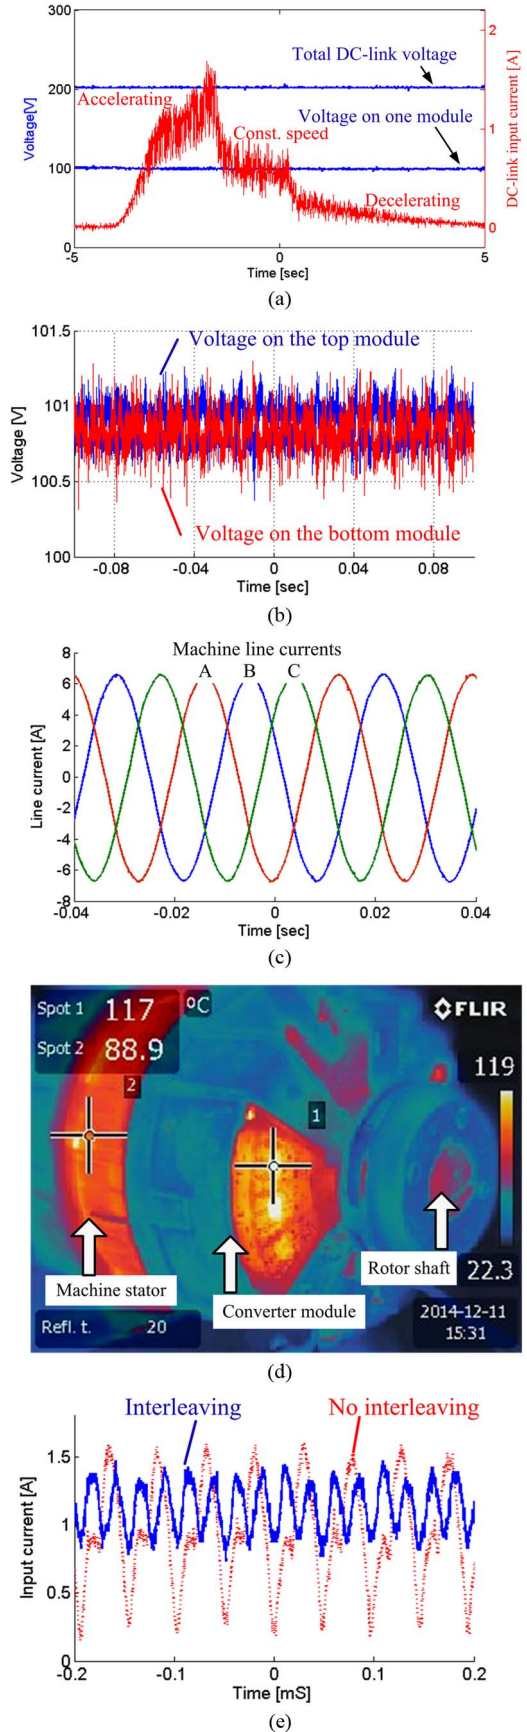 300
200
100
0
Voltage[V]
Total DC-link voltage
Accelerating
Voltage on one module
Const. speed
Decelerating
2
1
0
DC-link input current [A]
-5
0
5
Time [sec]
(a)
101.5
101
100.5
100
Voltage [V]
Voltage on the top module
Voltage on the bottom module
-0.08
-0.04
0
0.04
0.08
Time [sec]
(b)
8
6
4
2
0
-2
-4
-6
-8
Line current [A]
Machine line currents
A B C
-0.04
-0.02
0
0.02
0.04
Time [sec]
(c)
Spot 1 117 ºC
Spot 2 88.9
FLIR
119
2
1
Machine stator
Converter module
Rotor shaft
22.3
Refl. t. 20
2014-12-11
15:31
(d)
Interleaving
No interleaving
1.5
1
0.5
0
Input current [A]
-0.2
-0.1
0
0.1
0.2
Time [mS]
(e)